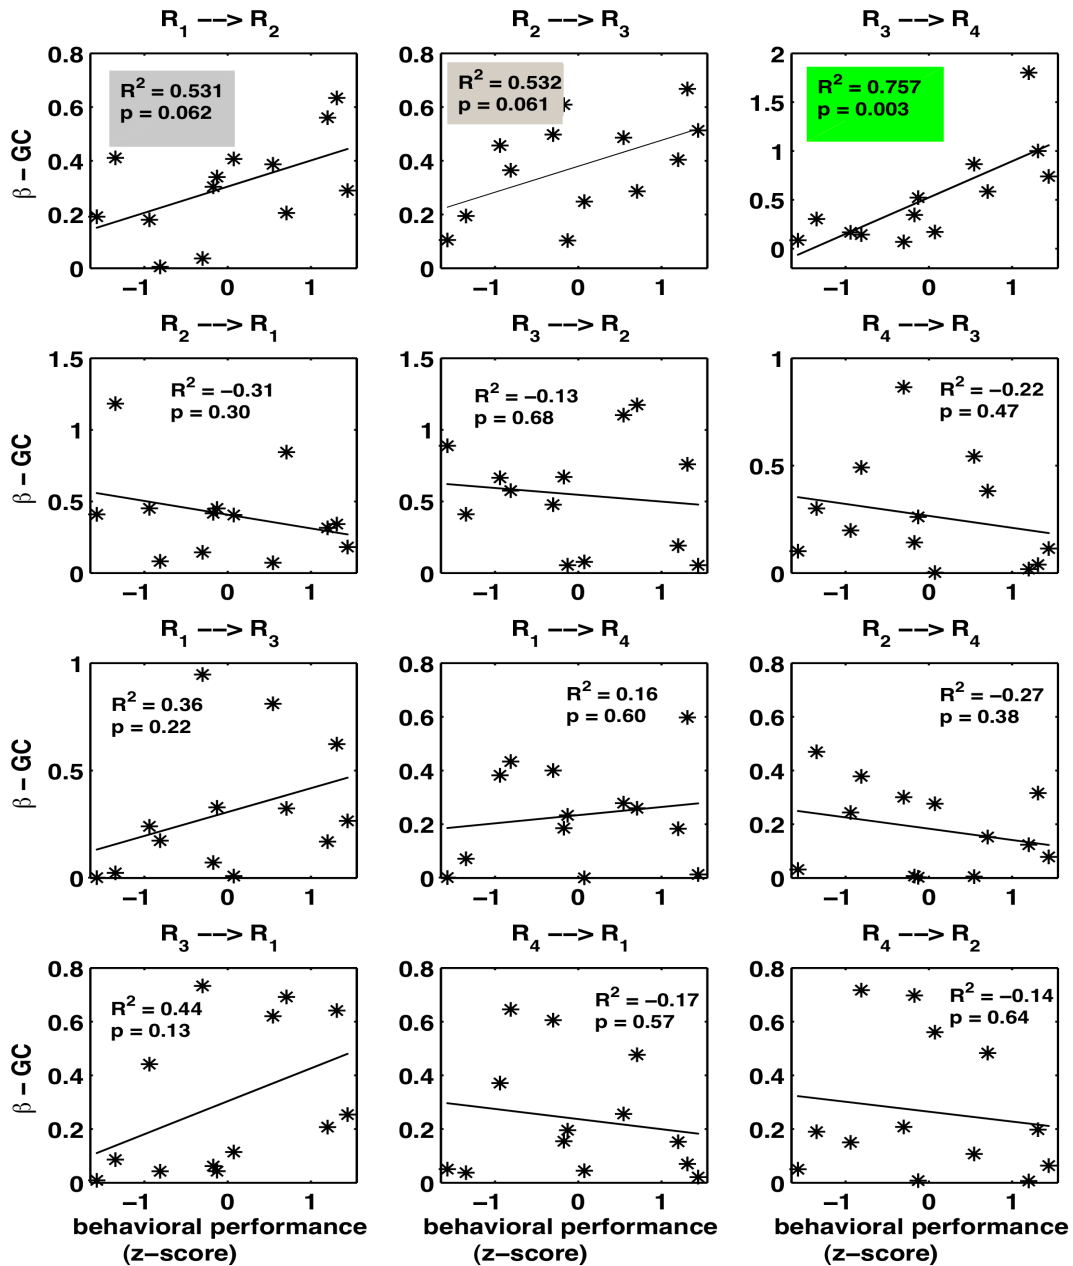 R1 −−> R2
R2 −−> R3
R3 −−> R4
β − GC
0.8
0.6
0.4
0.2
0
R2 = 0.531
p = 0.062
−1 0 1
0.8
0.6
0.4
0.2
0
R2 = 0.532
p = 0.061
−1 0 1
2
1.5
1
0.5
0
R2 = 0.757
p = 0.003
−1 0 1
R2 −−> R1
R3 −−> R2
R4 −−> R3
β − GC
1.5
1
0.5
0
R2 = −0.31
p = 0.30
−1 0 1
1.5
1
0.5
0
R2 = −0.13
p = 0.68
−1 0 1
1
0.5
0
R2 = −0.22
p = 0.47
−1 0 1
R1 −−> R3
R1 −−> R4
R2 −−> R4
β − GC
1
0.5
0
R2 = 0.36
p = 0.22
−1 0 1
0.8
0.6
0.4
0.2
0
R2 = 0.16
p = 0.60
−1 0 1
0.8
0.6
0.4
0.2
0
R2 = −0.27
p = 0.38
−1 0 1
R3 −−> R1
R4 −−> R1
R4 −−> R2
β − GC
0.8
0.6
0.4
0.2
0
R2 = 0.44
p = 0.13
−1 0 1
behavioral performance
(z−score)
0.8
0.6
0.4
0.2
0
R2 = −0.17
p = 0.57
−1 0 1
behavioral performance
(z−score)
0.8
0.6
0.4
0.2
0
R2 = −0.14
p = 0.64
−1 0 1
behavioral performance
(z−score)